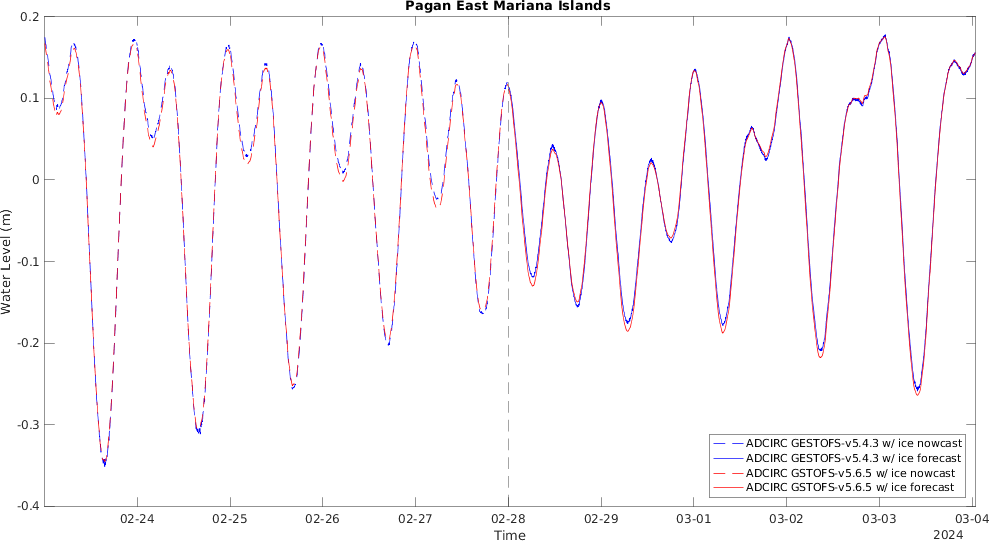 Pagan East Mariana Islands
0.2
0.1
0
-0.1
-0.2
-0.3
-0.4
Water Level (m)
ADCIRC GESTOFS-v5.4.3 w/ ice nowcast
ADCIRC GESTOFS-v5.4.3 w/ ice forecast
ADCIRC GSTOFS-v5.6.5 w/ ice nowcast
ADCIRC GSTOFS-v5.6.5 w/ ice forecast
02-24 02-25 02-26 02-27 02-28 02-29 03-01 03-02 03-03 03-04
Time
2024